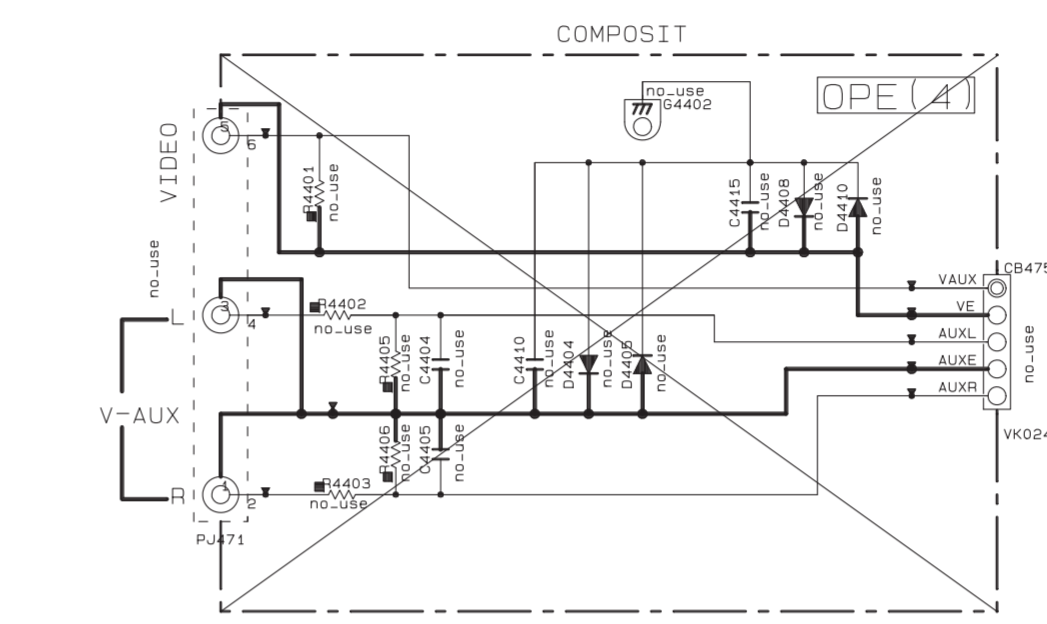 COMPOSIT
OPE(4)
no_use
G4402
VIDEO
5
6
R4401
no_use
C4415
no_use
D4408
no_use
D4410
no_use
no_use
CB475
VAUX
VE
AUXL
AUXE
AUXR
no_use
VK024
L
3
4
R4402
no_use
R4405
no_use
C4404
no_use
C4410
no_use
D4404
no_use
D4405
no_use
V-AUX
R4406
no_use
C4405
no_use
R
1
2
R4403
no_use
PJ471